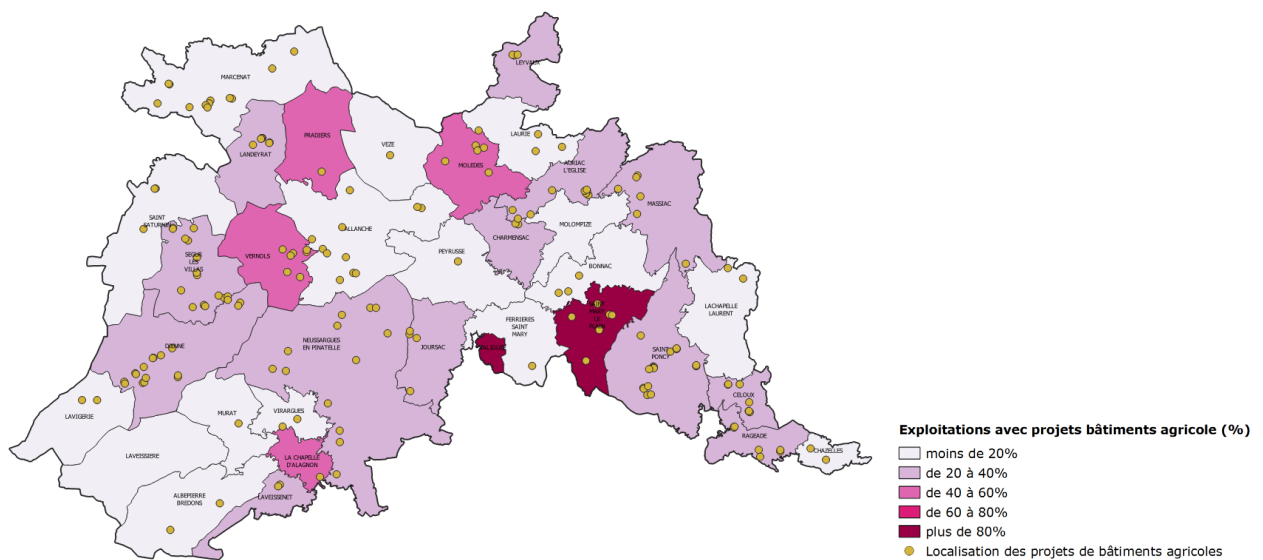 LEYVAUX
MARCENAT
PRADIERS
LAURIE
VEZE
LANDEYRAT
AURIAC
L'EGLISE
MOLEDES
MASSIAC
SAINT
SATURNIN
ALLANCHE
MOLOMPIZE
CHARMENSAC
PEYRUSSE
VERNOLS
SEGUR
LES
VILLAS
BONNAC
LACHAPELLE
LAURENT
MARY
LE
PLAIN
FERRIERES
SAINT
MARY
DIENNE
NEUSSARGUES
EN PINATELLE
JOURSAC
SAINT
PONCY
CELOUX
LAVIGERIE
MURAT
VIRARGUES
RAGEADE
CHAZELLES
LAVEISSIERE
LA CHAPELLE
D'ALAGNON
ALBEPIERRE
BREDONS
LAVEISSENET
Exploitations avec projets bâtiments agricole (%)
moins de 20%
de 20 à 40%
de 40 à 60%
de 60 à 80%
plus de 80%
Localisation des projets de bâtiments agricoles